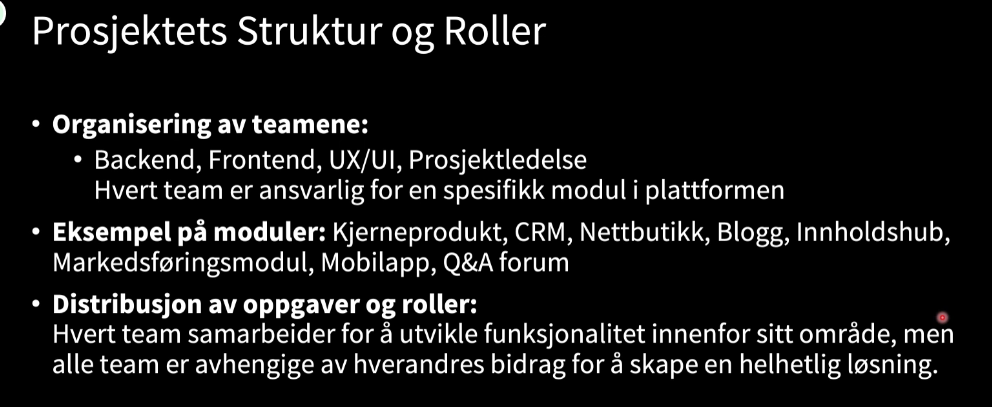 Prosjektets Struktur og Roller
• Organisering av teamene:
• Backend, Frontend, UX/UI, Prosjektledelse
Hvert team er ansvarlig for en spesifikk modul i plattformen
• Eksempel på moduler: Kjerneprodukt, CRM, Nettbutikk, Blogg, Innholdshub,
Markedsføringsmodul, Mobilapp, Q&A forum
• Distribusjon av oppgaver og roller:
Hvert team samarbeider for å utvikle funksjonalitet innenfor sitt område, men
alle team er avhengige av hverandres bidrag for å skape en helhetlig løsning.